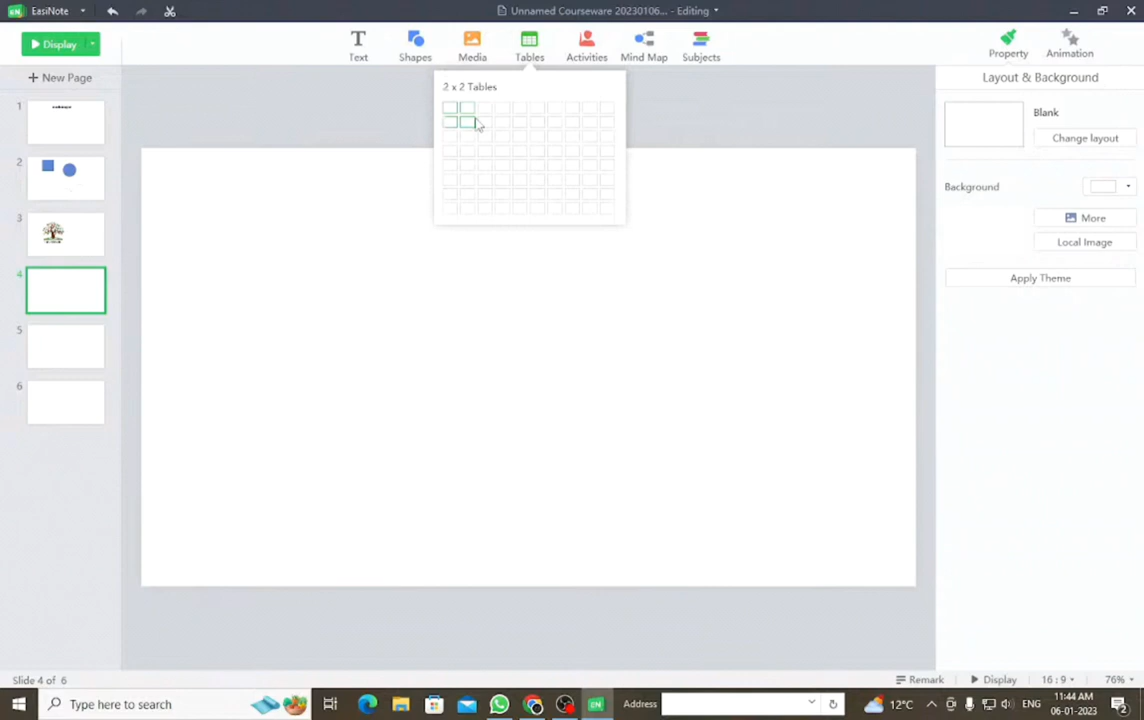 EasiNote
Unnamed Courseware 20230106... - Editing
Display
Text
Shapes
Media
Tables
Activities
Mind Map
Subjects
Property
Animation
New Page
2 x 2 Tables
Layout & Background
1
Blank
Change layout
2
Background
More
3
Local Image
4
Apply Theme
5
6
Slide 4 of 6
Remark
Display
16 : 9
76%
Type here to search
Address
12°C
ENG
11:44 AM
06-01-2023
2